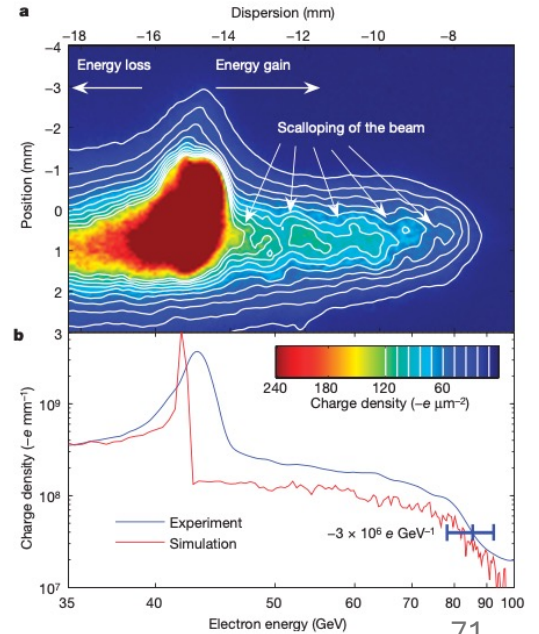 Dispersion (mm)
a
−18 −16 −14 −12 −10 −8
−4
Energy loss Energy gain
−3
−2
Scalloping of the beam
−1
0
1
2
3
Position (mm)
b
10⁹
10⁸
10⁷
Charge density (−e mm⁻¹)
240 180 120 60
Charge density (−e μm⁻²)
Experiment
Simulation
~3 × 10⁶ e GeV⁻¹
35 40 50 60 70 80 90 100
Electron energy (GeV)
71